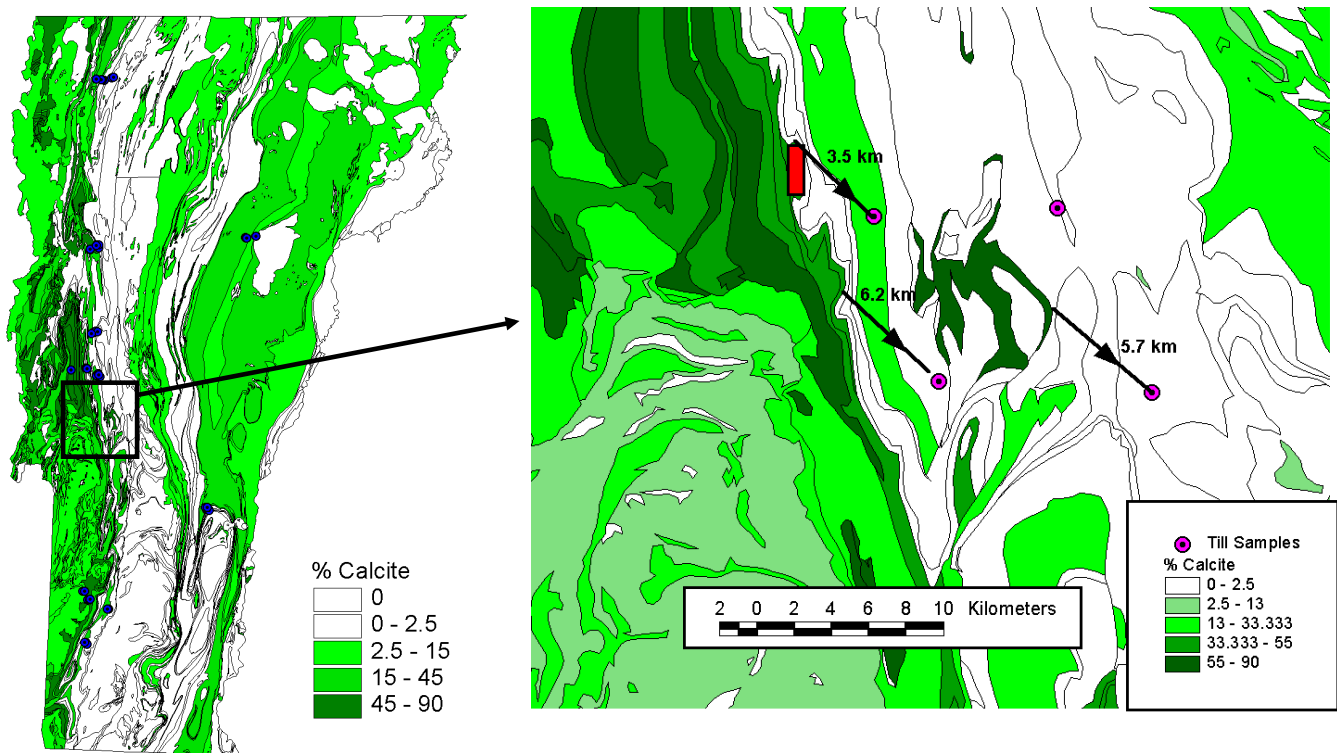 % Calcite
0
0 - 2.5
2.5 - 15
15 - 45
45 - 90
3.5 km
6.2 km
5.7 km
2 0 2 4 6 8 10 Kilometers
Till Samples
% Calcite
0 - 2.5
2.5 - 13
13 - 33.333
33.333 - 55
55 - 90